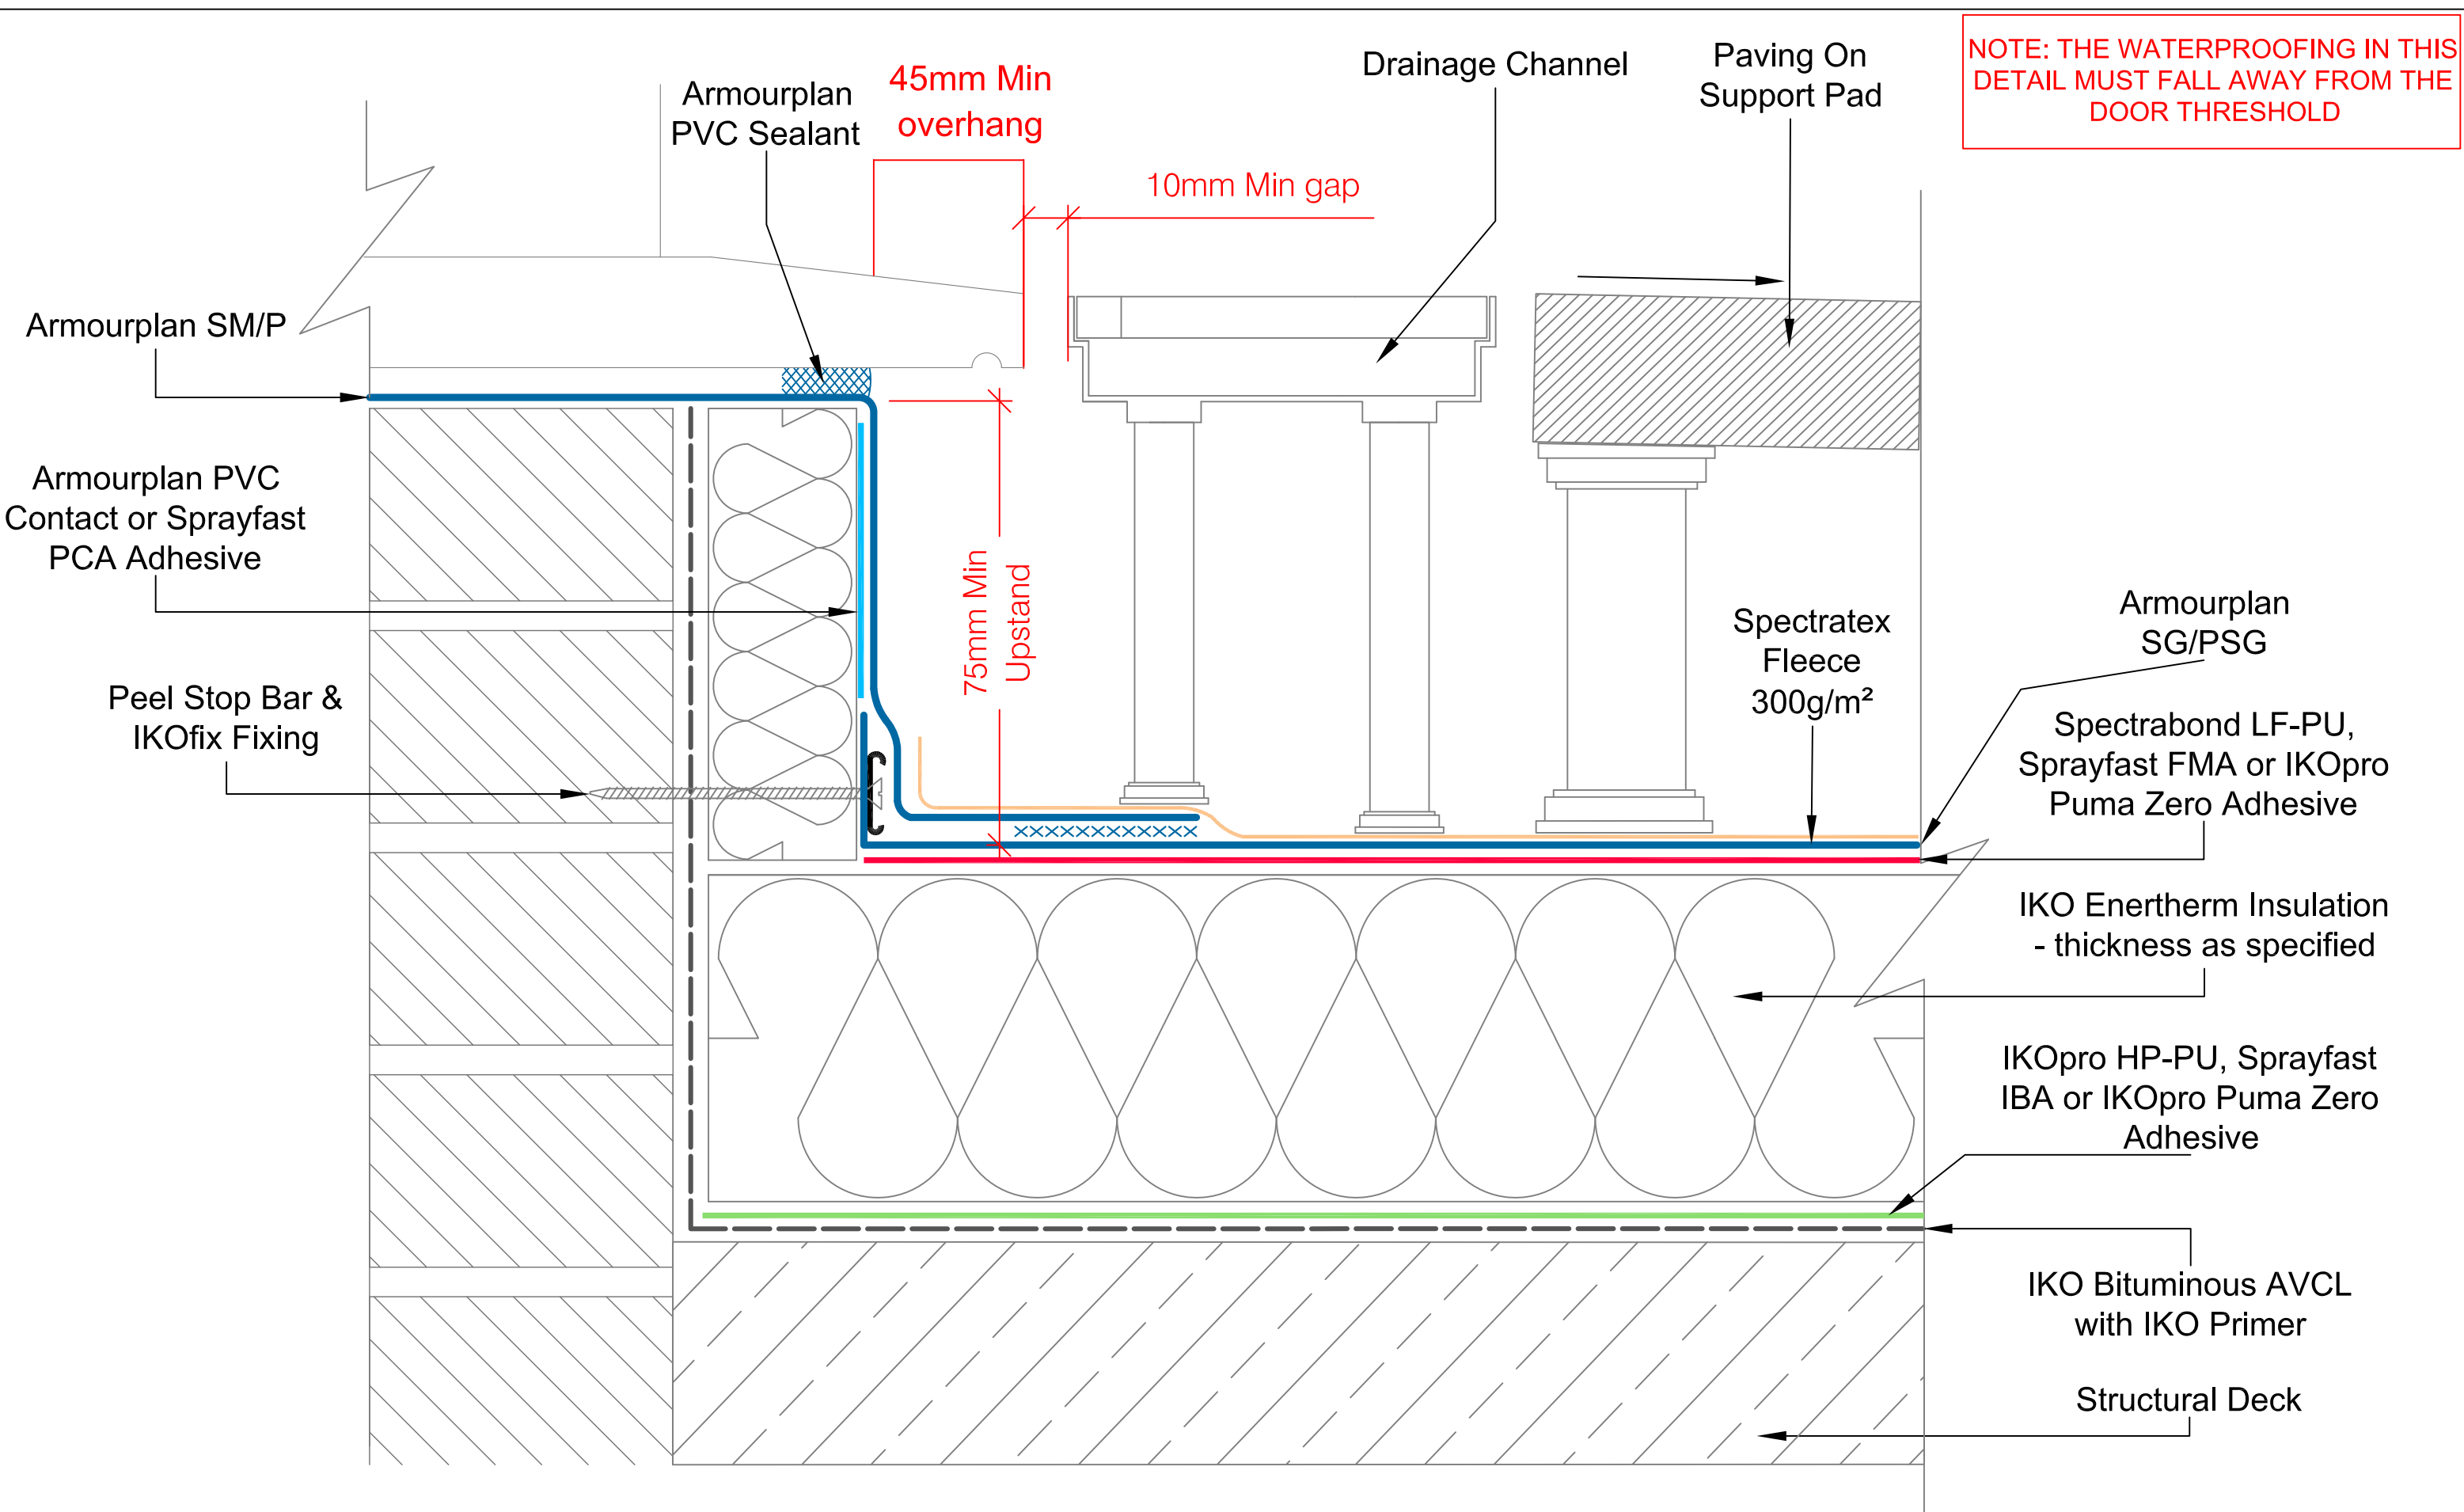 NOTE: THE WATERPROOFING IN THIS
DETAIL MUST FALL AWAY FROM THE
DOOR THRESHOLD
Armourplan
PVC Sealant
45mm Min
overhang
10mm Min gap
Drainage Channel
Paving On
Support Pad
Armourplan SM/P
Armourplan PVC
Contact or Sprayfast
PCA Adhesive
Peel Stop Bar &
IKOfix Fixing
75mm Min
Upstand
Spectratex
Fleece
300g/m²
Armourplan
SG/PSG
Spectrabond LF-PU,
Sprayfast FMA or IKOpro
Puma Zero Adhesive
IKO Enertherm Insulation
- thickness as specified
IKOpro HP-PU, Sprayfast
IBA or IKOpro Puma Zero
Adhesive
IKO Bituminous AVCL
with IKO Primer
Structural Deck